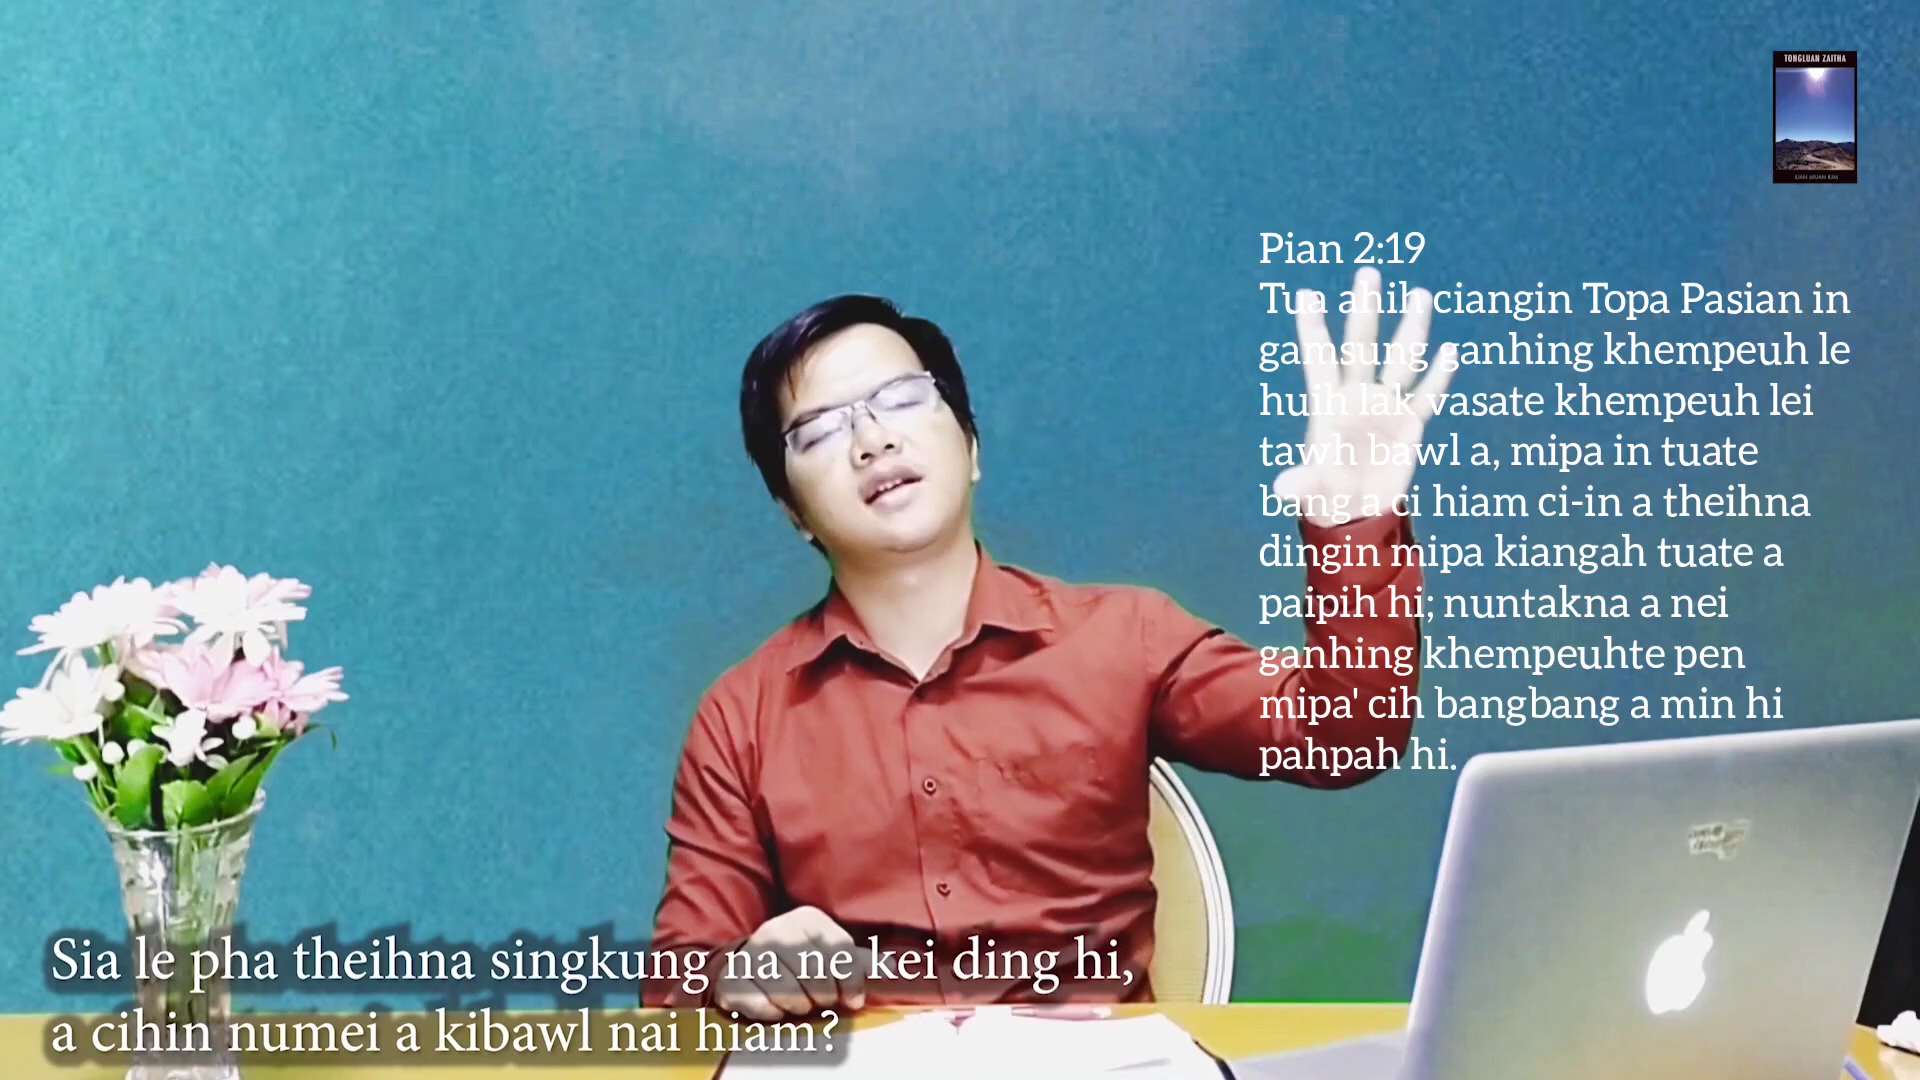 TONGLUAN ZAITHA
LIAN MUAN KIM
Pian 2:19
Tua ahih ciangin Topa Pasian in
gamsung ganhing khempeuh le
huih lak vasate khempeuh lei
tawh bawl a, mipa in tuate
bang a ci hiam ci-in a theihna
dingin mipa kiangah tuate a
paipih hi; nuntakna a nei
ganhing khempeuhte pen
mipa' cih bangbang a min hi
pahpah hi.
Sia le pha theihna singkung na ne kei ding hi,
a cihin numei a kibawl nai hiam?